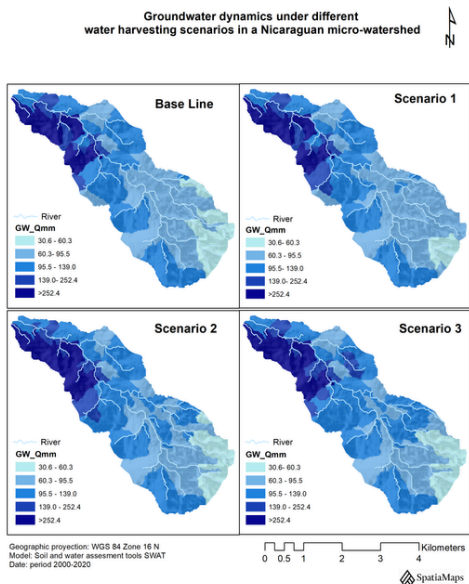 Groundwater dynamics under different
water harvesting scenarios in a Nicaraguan micro-watershed
N
Base Line
River
GW_Qmm
30.6 - 60.3
60.3 - 95.5
95.5 - 139.0
139.0- 252.4
>252.4
Scenario 1
River
GW_Qmm
30.6 - 60.3
60.3 - 95.5
95.5- 139.0
139.0 - 252.4
>252.4
Scenario 2
River
GW_Qmm
30.6 - 60.3
60.3 - 95.5
95.5 - 139.0
139.0 - 252.4
>252.4
Scenario 3
River
GW_Qmm
30.6 - 60.3
60.3 - 95.5
95.5 - 139.0
139.0 - 252.4
>252.4
Geographic projection: WGS 84 Zone 16 N
Model: Soil and water assesment tools SWAT
Date: period 2000-2020
Kilometers
0 0.5 1 2 3 4
SpatiaMaps